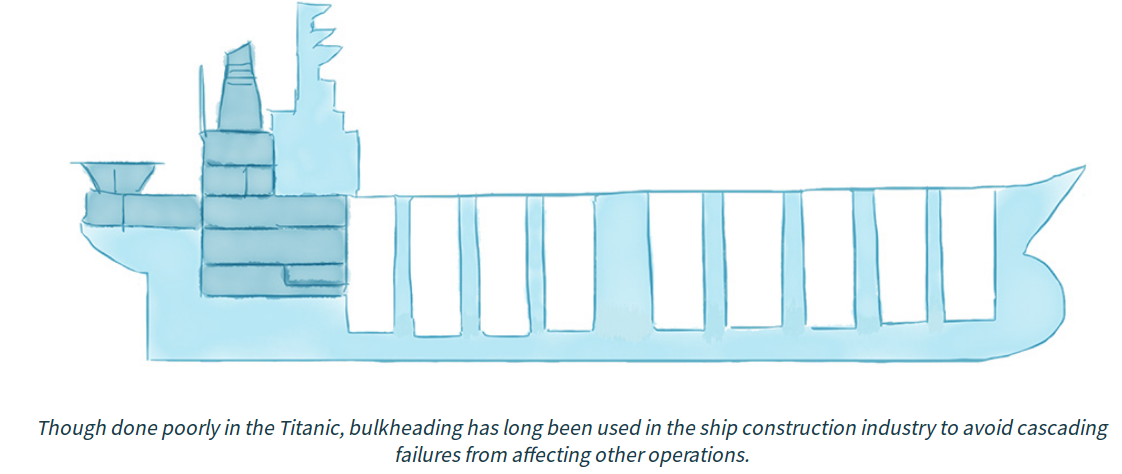 Though done poorly in the Titanic, bulkheading has long been used in the ship construction industry to avoid cascading
failures from affecting other operations.